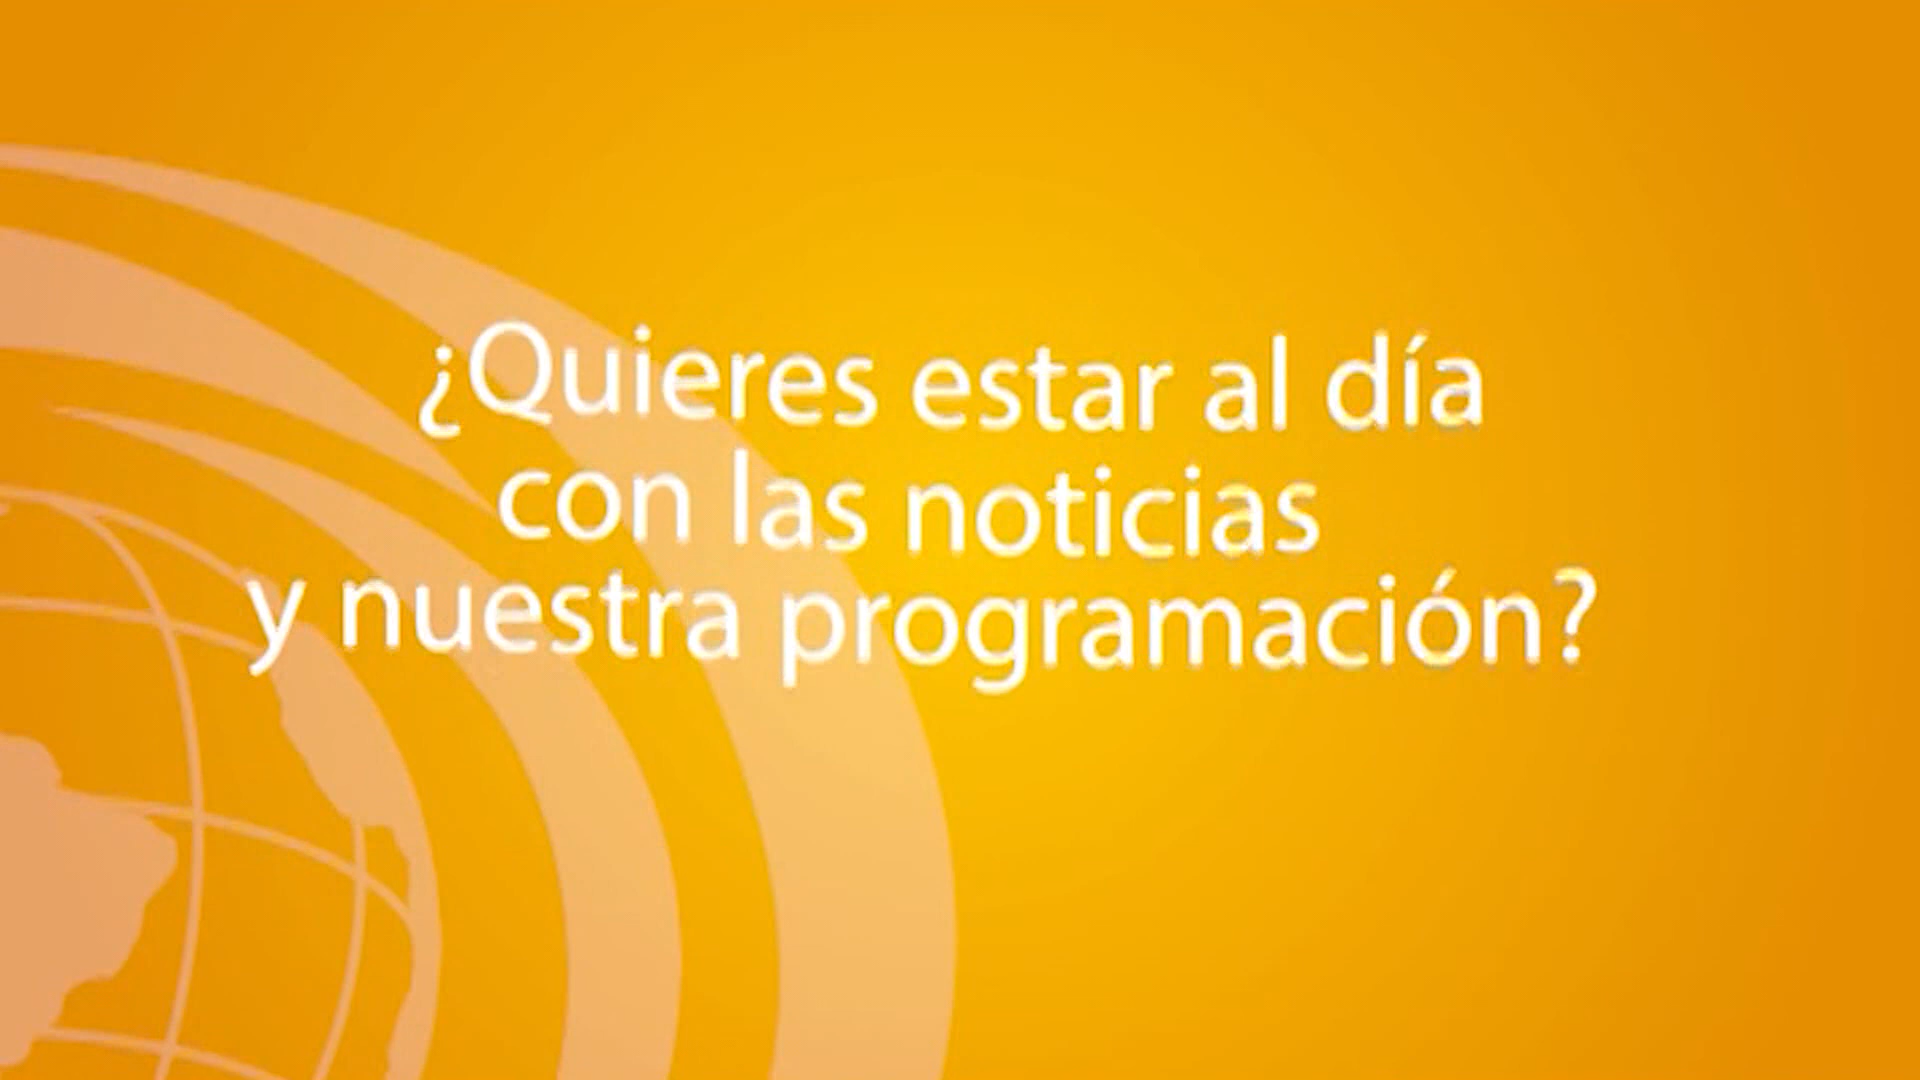 ¿Quieres estar al día
con las noticias
y nuestra programación?